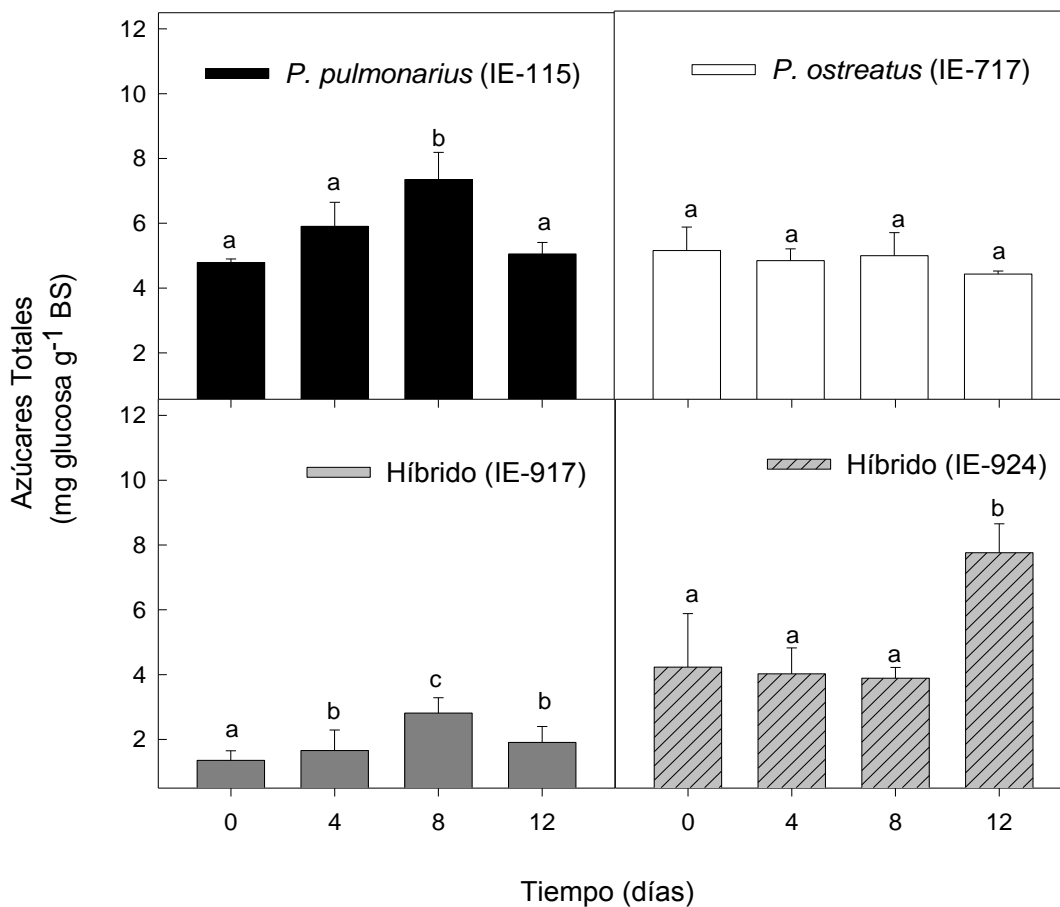 Azúcares Totales
(mg glucosa g-1 BS)
12
10
8
6
4
2
P. pulmonarius (IE-115)
a
a
b
a
P. ostreatus (IE-717)
a
a
a
a
12
10
8
6
4
2
Híbrido (IE-917)
a
b
c
b
Híbrido (IE-924)
a
a
a
b
0 4 8 12
0 4 8 12
Tiempo (días)